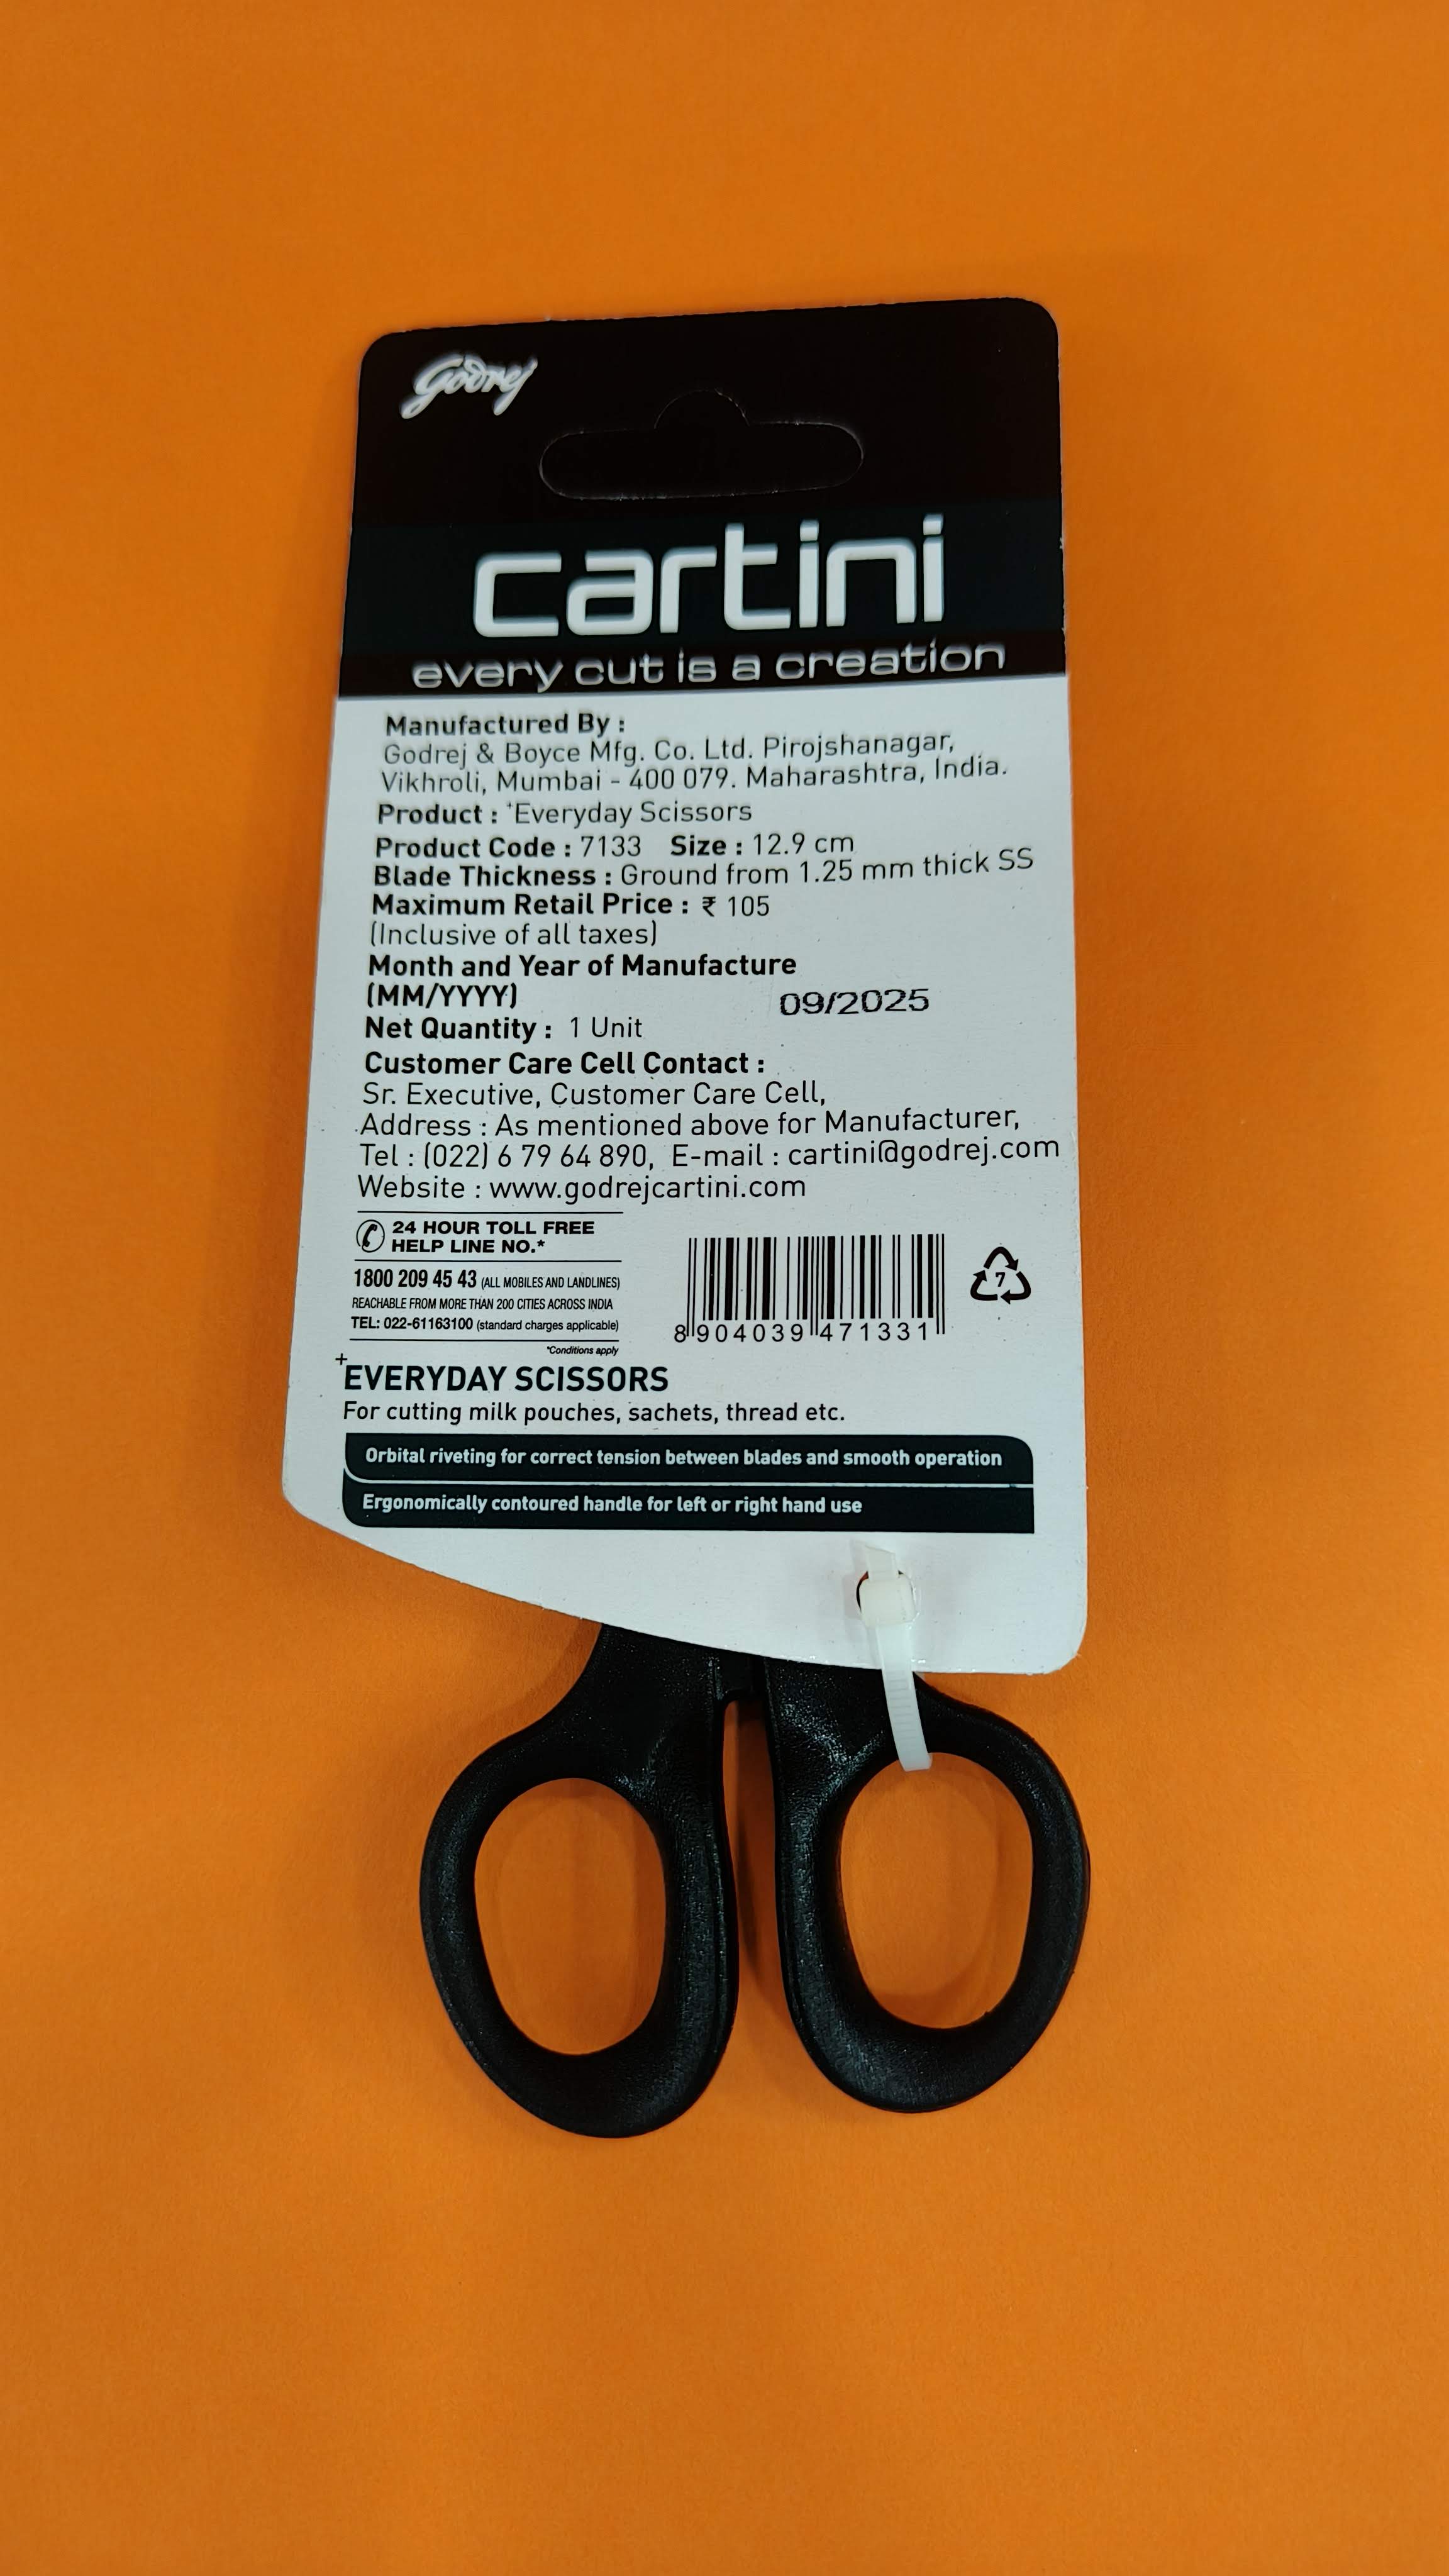 Godrej
cartini
every cut is a creation
Manufactured By :
Godrej & Boyce Mfg. Co. Ltd. Pirojshanagar,
Vikhroli, Mumbai - 400 079. Maharashtra, India.
Product : +Everyday Scissors
Product Code : 7133 Size : 12.9 cm
Blade Thickness : Ground from 1.25 mm thick SS
Maximum Retail Price : ₹ 105
(Inclusive of all taxes)
Month and Year of Manufacture
(MM/YYYY) 09/2025
Net Quantity : 1 Unit
Customer Care Cell Contact :
Sr. Executive, Customer Care Cell,
Address : As mentioned above for Manufacturer,
Tel : (022) 6 79 64 890, E-mail : cartini@godrej.com
Website : www.godrejcartini.com
24 HOUR TOLL FREE
HELP LINE NO.*
1800 209 45 43 (ALL MOBILES AND LANDLINES)
REACHABLE FROM MORE THAN 200 CITIES ACROSS INDIA
TEL: 022-61163100 (standard charges applicable)
*Conditions apply
8 904039 471331
7
+EVERYDAY SCISSORS
For cutting milk pouches, sachets, thread etc.
Orbital riveting for correct tension between blades and smooth operation
Ergonomically contoured handle for left or right hand use